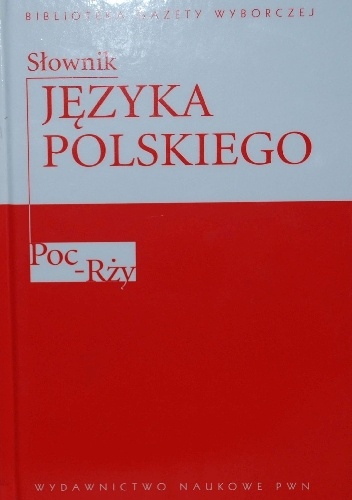 BIBLIOTEKA GAZETY WYBORCZEJ
Słownik
JĘZYKA
POLSKIEGO
Poc
-Rży
WYDAWNICTWO NAUKOWE PWN